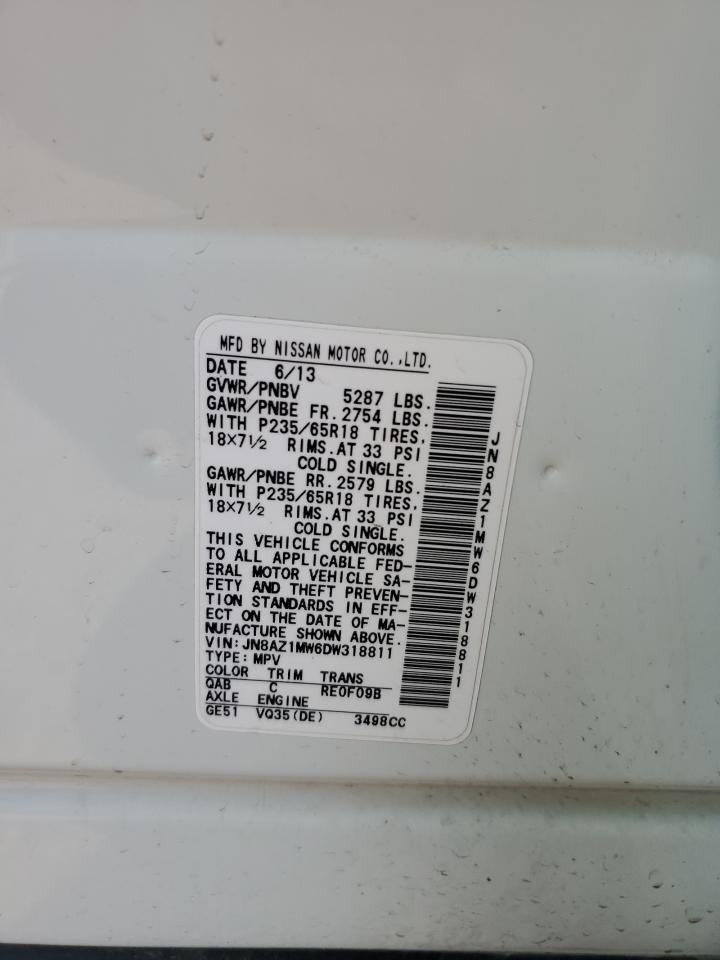 MFD BY NISSAN MOTOR CO.,LTD.
DATE 6/13
GVWR/PNBV 5287 LBS.
GAWR/PNBE FR. 2754 LBS.
WITH P235/65R18 TIRES,
18×7½ RIMS.AT 33 PSI
COLD SINGLE.
GAWR/PNBE RR. 2579 LBS.
WITH P235/65R18 TIRES,
18×7½ RIMS.AT 33 PSI
COLD SINGLE.
THIS VEHICLE CONFORMS
TO ALL APPLICABLE FED-
ERAL MOTOR VEHICLE SA-
FETY AND THEFT PREVEN-
TION STANDARDS IN EFF-
ECT ON THE DATE OF MA-
NUFACTURE SHOWN ABOVE.
VIN:JN8AZ1MW6DW318811
TYPE:MPV
COLOR TRIM TRANS
QAB C RE0F09B
AXLE ENGINE
GE51 VQ35(DE) 3498CC
JN8AZ1MW6DW318811